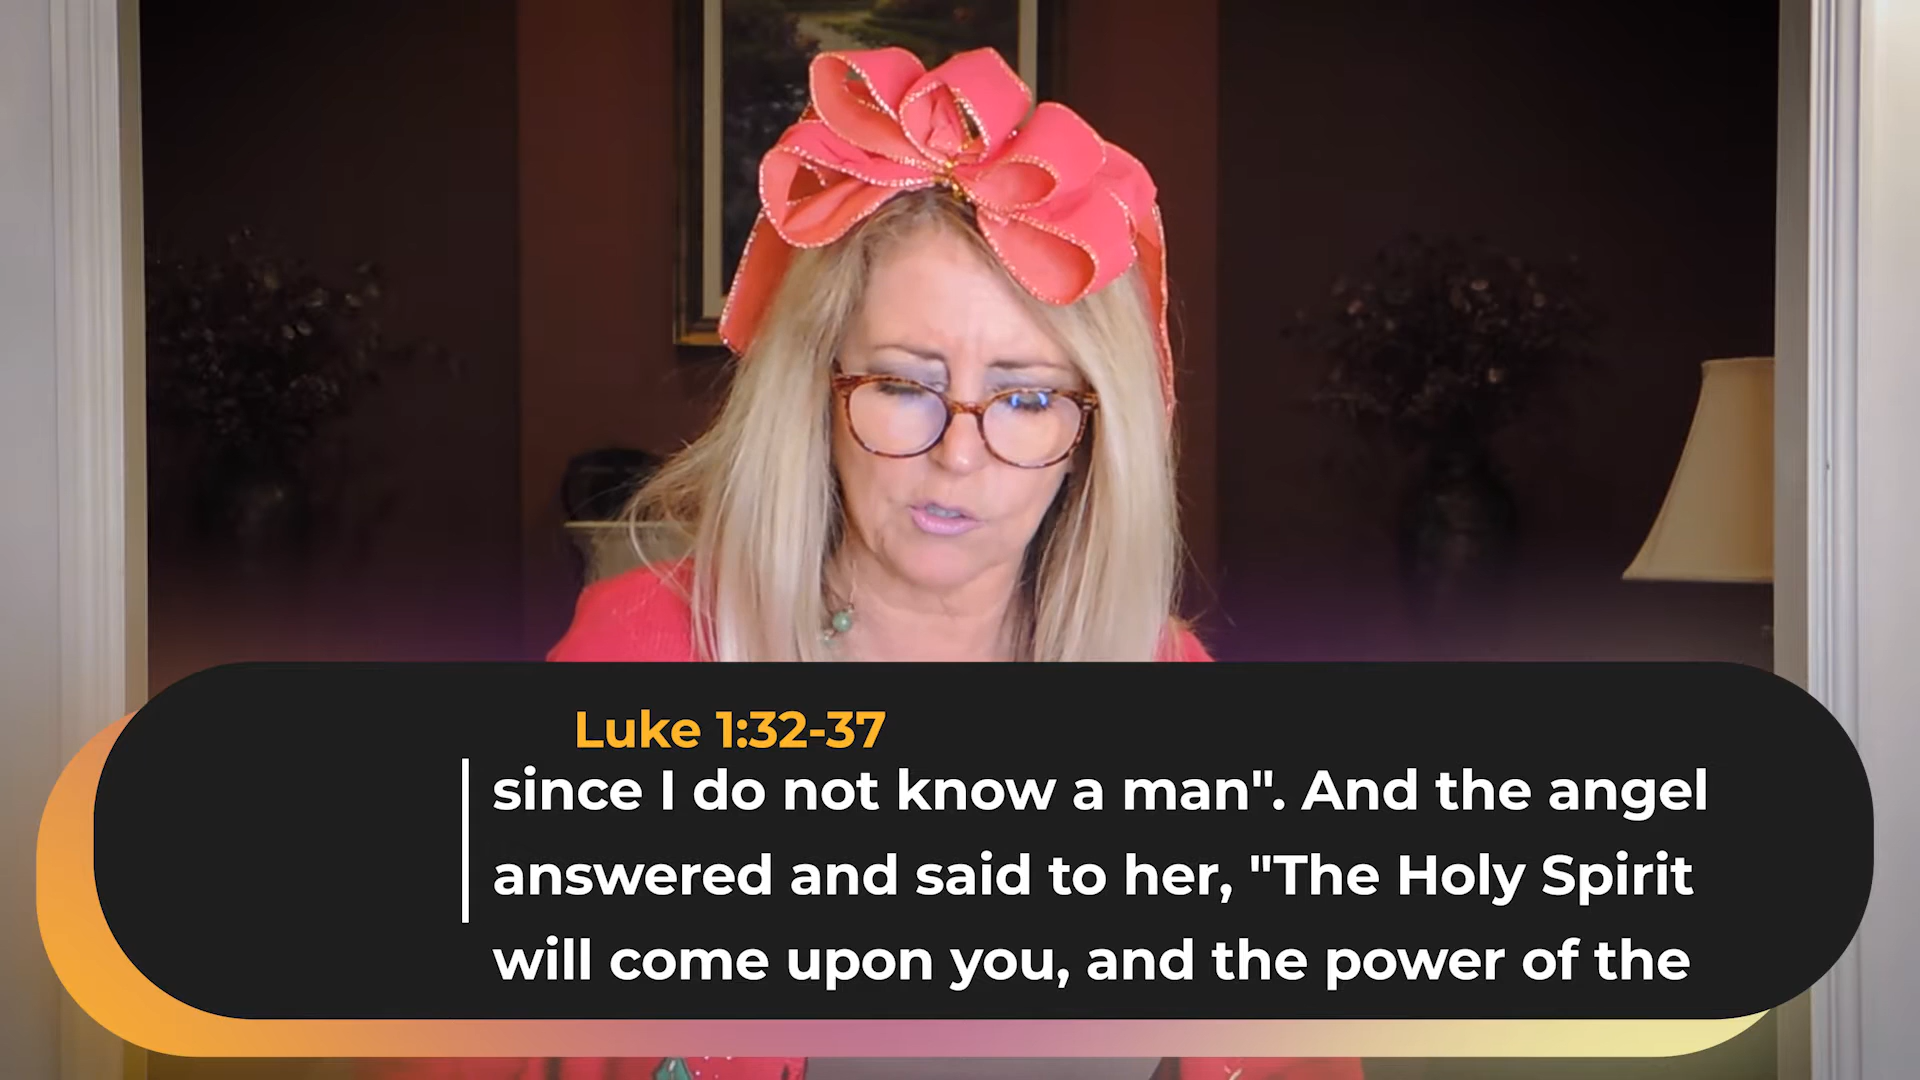 Luke 1:32-37
since I do not know a man". And the angel
answered and said to her, "The Holy Spirit
will come upon you, and the power of the